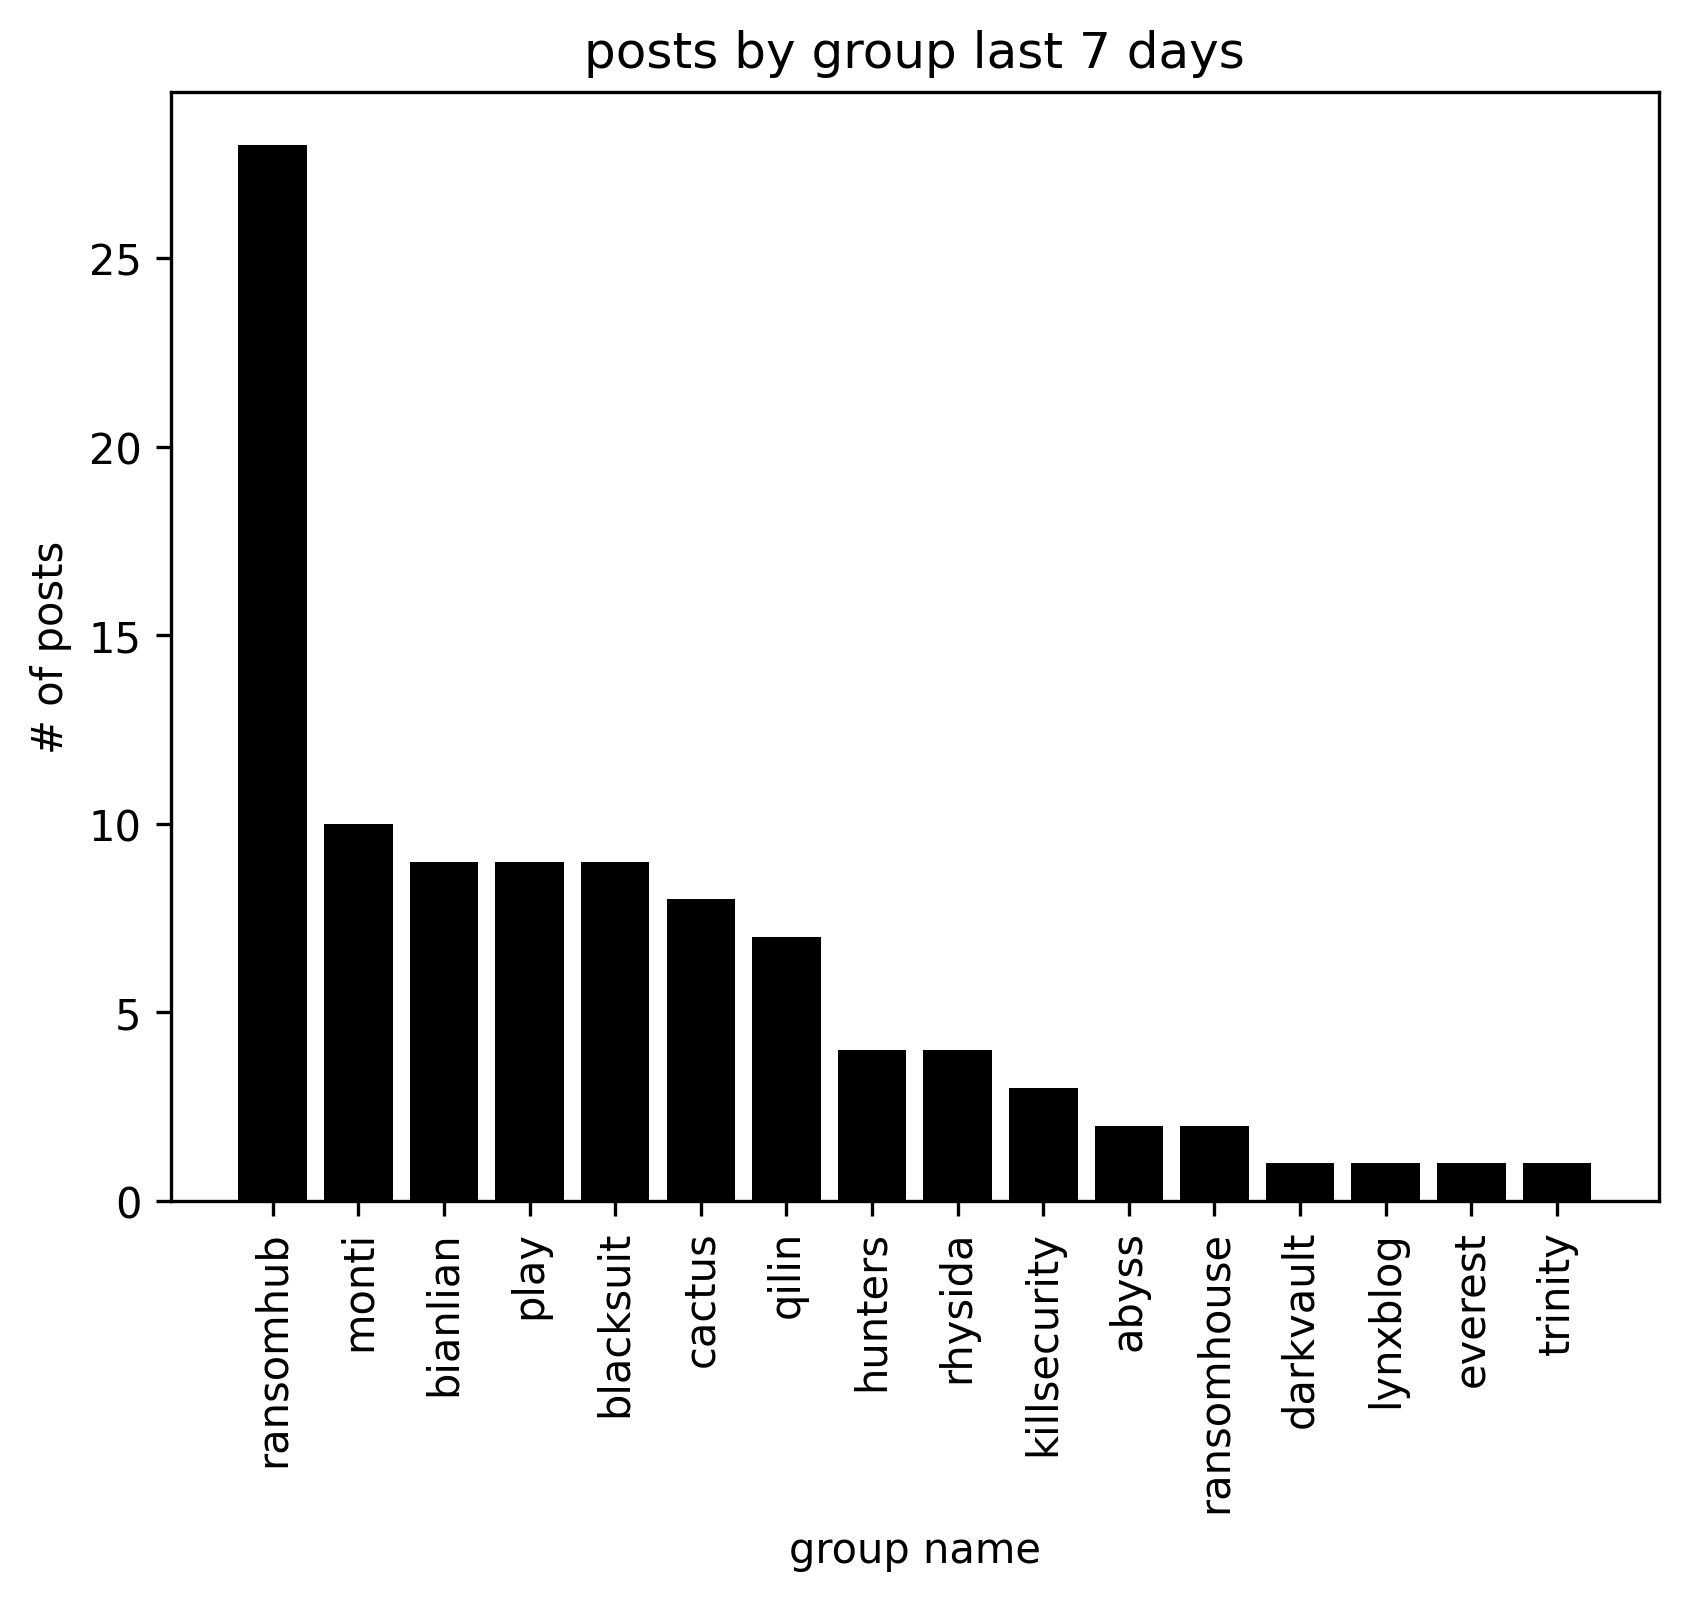 posts by group last 7 days
# of posts
25
20
15
10
5
0
ransomhub
monti
bianlian
play
blacksuit
cactus
qilin
hunters
rhysida
killsecurity
abyss
ransomhouse
darkvault
lynxblog
everest
trinity
group name